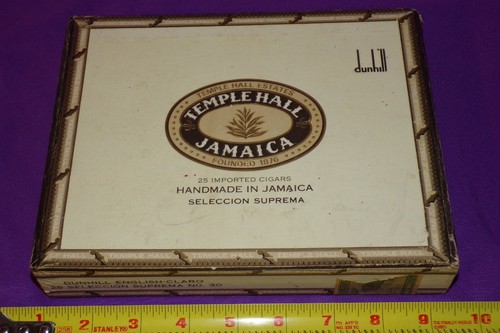 dunhill
TEMPLE HALL ESTATES
TEMPLE HALL
JAMAICA
FOUNDED 1876
25 IMPORTED CIGARS
HANDMADE IN JAMAICA
SELECCION SUPREMA
DUNHILL ENGLISH CLARO
25 SELECCION SUPREMA NO. 30
1 2 STANLEY 3 4 5 6 7 8 9 10